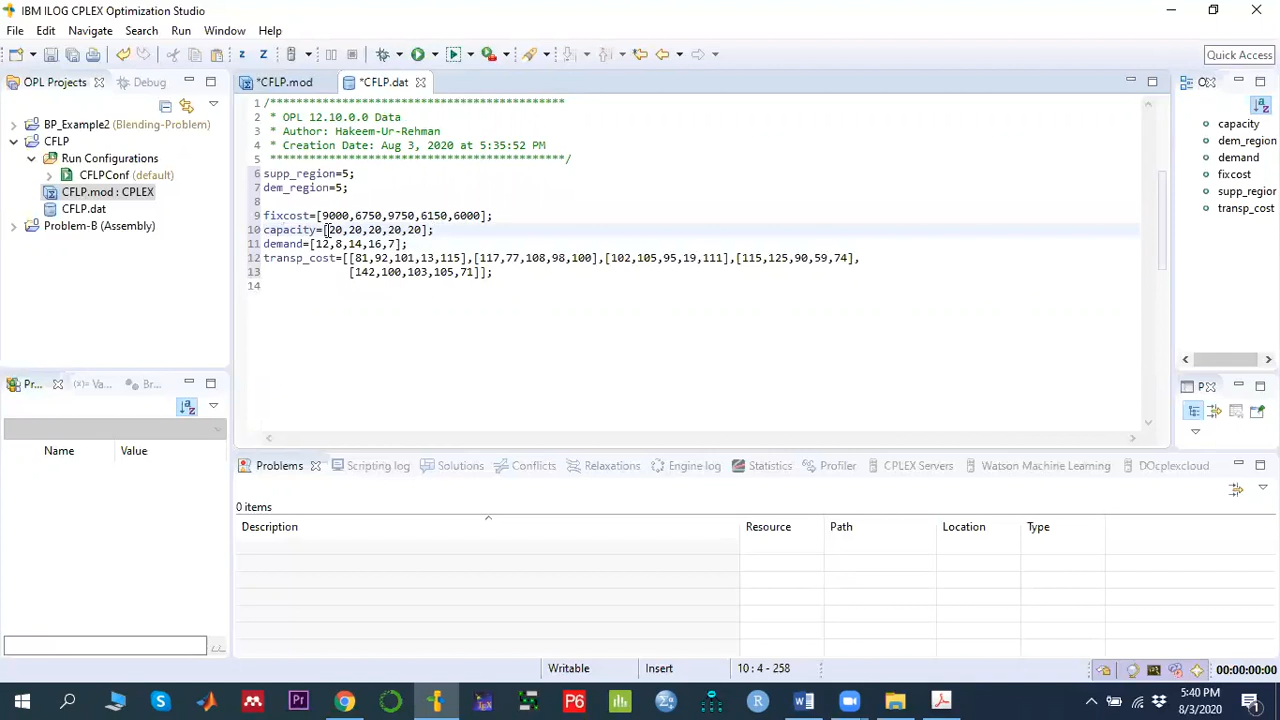 IBM ILOG CPLEX Optimization Studio
File Edit Navigate Search Run Window Help
Quick Access
OPL Projects Debug
BP_Example2 (Blending-Problem)
CFLP
Run Configurations
CFLPConf (default)
CFLP.mod : CPLEX
CFLP.dat
Problem-B (Assembly)
Pr... Va... Br...
Name Value
*CFLP.mod *CFLP.dat
1 /********************************************
2 * OPL 12.10.0.0 Data
3 * Author: Hakeem-Ur-Rehman
4 * Creation Date: Aug 3, 2020 at 5:35:52 PM
5 *********************************************/
6 supp_region=5;
7 dem_region=5;
8
9 fixcost=[9000,6750,9750,6150,6000];
10 capacity=[20,20,20,20,20];
11 demand=[12,8,14,16,7];
12 transp_cost=[[81,92,101,13,115],[117,77,108,98,100],[102,105,95,19,111],[115,125,90,59,74],
13 [142,100,103,105,71]];
14
capacity
dem_region
demand
fixcost
supp_region
transp_cost
Problems Scripting log Solutions Conflicts Relaxations Engine log Statistics Profiler CPLEX Servers Watson Machine Learning DOcplexcloud
0 items
Description Resource Path Location Type
Writable Insert 10 : 4 - 258 00:00:00:00
5:40 PM
8/3/2020